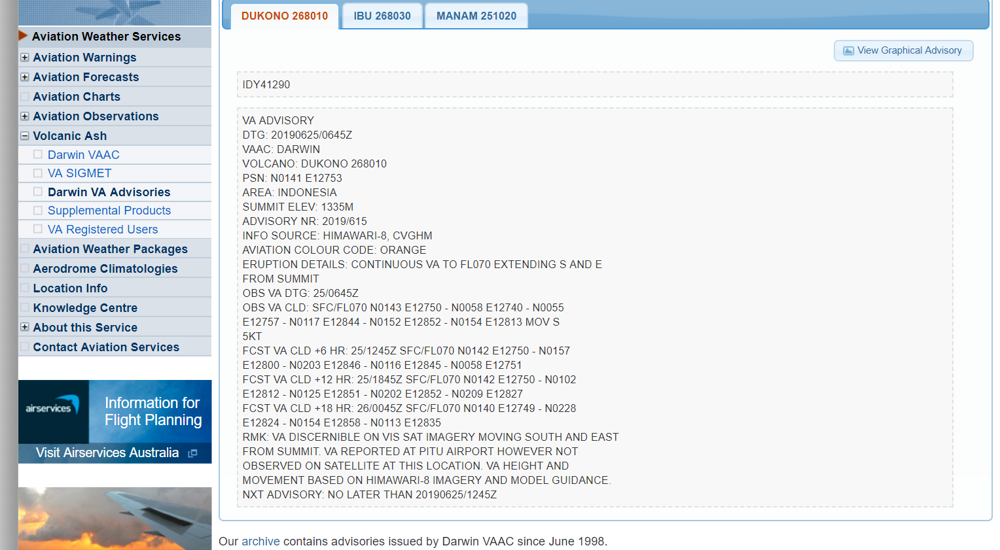 Aviation Weather Services
Aviation Warnings
Aviation Forecasts
Aviation Charts
Aviation Observations
Volcanic Ash
Darwin VAAC
VA SIGMET
Darwin VA Advisories
Supplemental Products
VA Registered Users
Aviation Weather Packages
Aerodrome Climatologies
Location Info
Knowledge Centre
About this Service
Contact Aviation Services
airservices
Information for
Flight Planning
Visit Airservices Australia
DUKONO 268010
IBU 268030
MANAM 251020
View Graphical Advisory
IDY41290
VA ADVISORY
DTG: 20190625/0645Z
VAAC: DARWIN
VOLCANO: DUKONO 268010
PSN: N0141 E12753
AREA: INDONESIA
SUMMIT ELEV: 1335M
ADVISORY NR: 2019/615
INFO SOURCE: HIMAWARI-8, CVGHM
AVIATION COLOUR CODE: ORANGE
ERUPTION DETAILS: CONTINUOUS VA TO FL070 EXTENDING S AND E
FROM SUMMIT
OBS VA DTG: 25/0645Z
OBS VA CLD: SFC/FL070 N0143 E12750 - N0058 E12740 - N0055
E12757 - N0117 E12844 - N0152 E12852 - N0154 E12813 MOV S
5KT
FCST VA CLD +6 HR: 25/1245Z SFC/FL070 N0142 E12750 - N0157
E12800 - N0203 E12846 - N0116 E12845 - N0058 E12751
FCST VA CLD +12 HR: 25/1845Z SFC/FL070 N0142 E12750 - N0102
E12812 - N0125 E12851 - N0202 E12852 - N0209 E12827
FCST VA CLD +18 HR: 26/0045Z SFC/FL070 N0140 E12749 - N0228
E12824 - N0154 E12858 - N0113 E12835
RMK: VA DISCERNIBLE ON VIS SAT IMAGERY MOVING SOUTH AND EAST
FROM SUMMIT. VA REPORTED AT PITU AIRPORT HOWEVER NOT
OBSERVED ON SATELLITE AT THIS LOCATION. VA HEIGHT AND
MOVEMENT BASED ON HIMAWARI-8 IMAGERY AND MODEL GUIDANCE.
NXT ADVISORY: NO LATER THAN 20190625/1245Z
Our archive contains advisories issued by Darwin VAAC since June 1998.